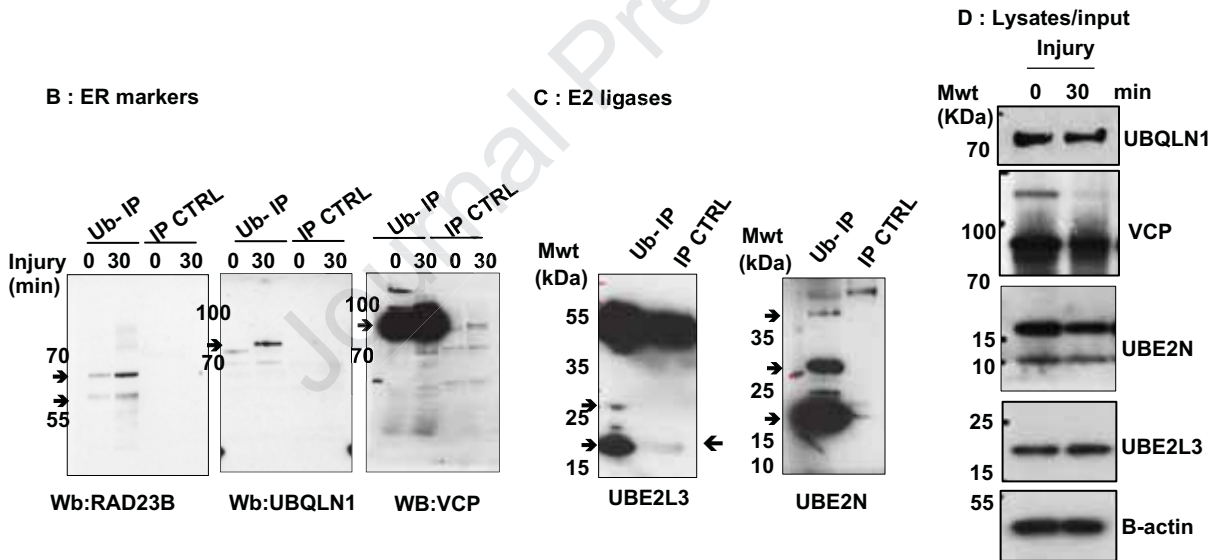 Journal Pre
B : ER markers
Ub- IP
IP CTRL
Ub- IP
IP CTRL
Ub- IP
IP CTRL
Injury
(min)
0 30 0 30
0 30 0 30
0 30 0 30
70
55
100
70
100
70
Wb:RAD23B
Wb:UBQLN1
WB:VCP
C : E2 ligases
Mwt
(kDa)
Ub- IP
IP CTRL
55
35
25
15
UBE2L3
Mwt
(kDa)
Ub- IP
IP CTRL
35
25
15
10
UBE2N
D : Lysates/input
Injury
Mwt
(KDa)
0 30 min
70
UBQLN1
100
VCP
70
15
10
UBE2N
25
UBE2L3
15
55
B-actin